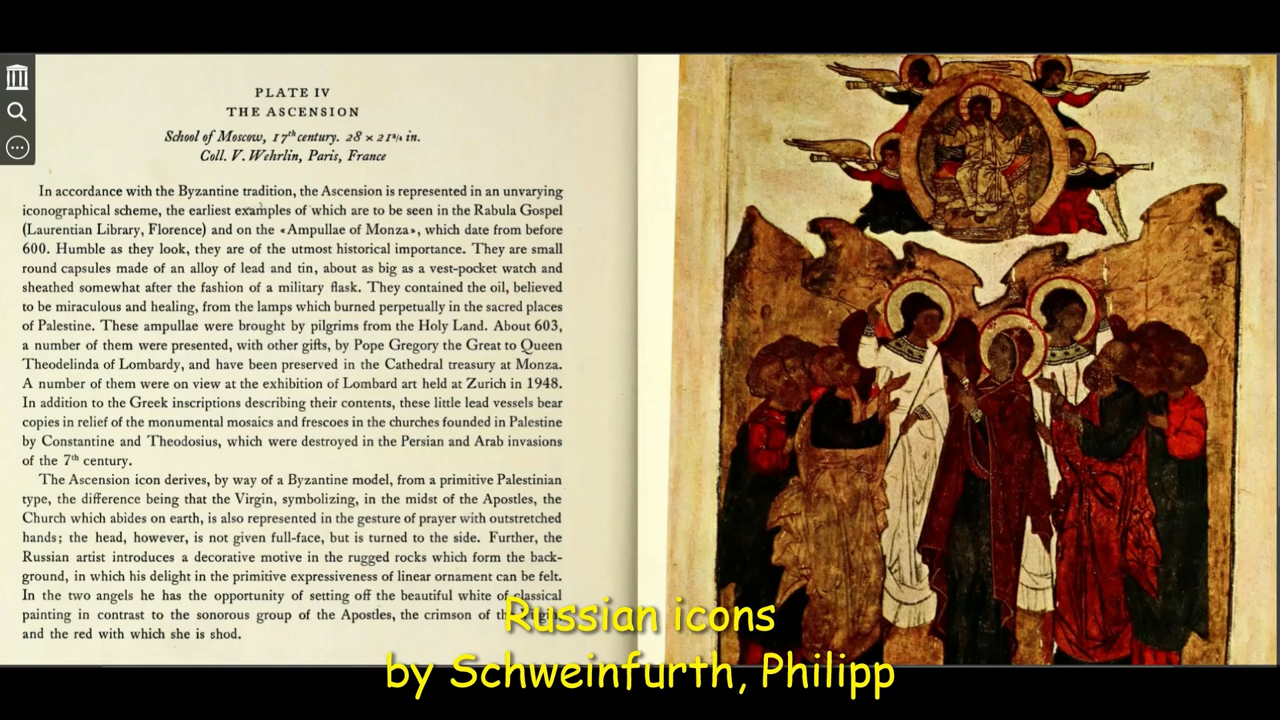 PLATE IV
THE ASCENSION
School of Moscow, 17th century. 28 × 21 3/4 in.
Coll. V. Wehrlin, Paris, France
In accordance with the Byzantine tradition, the Ascension is represented in an unvarying
iconographical scheme, the earliest examples of which are to be seen in the Rabula Gospel
(Laurentian Library, Florence) and on the «Ampullae of Monza», which date from before
600. Humble as they look, they are of the utmost historical importance. They are small
round capsules made of an alloy of lead and tin, about as big as a vest-pocket watch and
sheathed somewhat after the fashion of a military flask. They contained the oil, believed
to be miraculous and healing, from the lamps which burned perpetually in the sacred places
of Palestine. These ampullae were brought by pilgrims from the Holy Land. About 603,
a number of them were presented, with other gifts, by Pope Gregory the Great to Queen
Theodelinda of Lombardy, and have been preserved in the Cathedral treasury at Monza.
A number of them were on view at the exhibition of Lombard art held at Zurich in 1948.
In addition to the Greek inscriptions describing their contents, these little lead vessels bear
copies in relief of the monumental mosaics and frescoes in the churches founded in Palestine
by Constantine and Theodosius, which were destroyed in the Persian and Arab invasions
of the 7th century.
The Ascension icon derives, by way of a Byzantine model, from a primitive Palestinian
type, the difference being that the Virgin, symbolizing, in the midst of the Apostles, the
Church which abides on earth, is also represented in the gesture of prayer with outstretched
hands; the head, however, is not given full-face, but is turned to the side. Further, the
Russian artist introduces a decorative motive in the rugged rocks which form the back-
ground, in which his delight in the primitive expressiveness of linear ornament can be felt.
In the two angels he has the opportunity of setting off the beautiful white of classical
painting in contrast to the sonorous group of the Apostles, the crimson of the
and the red with which she is shod.
Russian icons
by Schweinfurth, Philipp